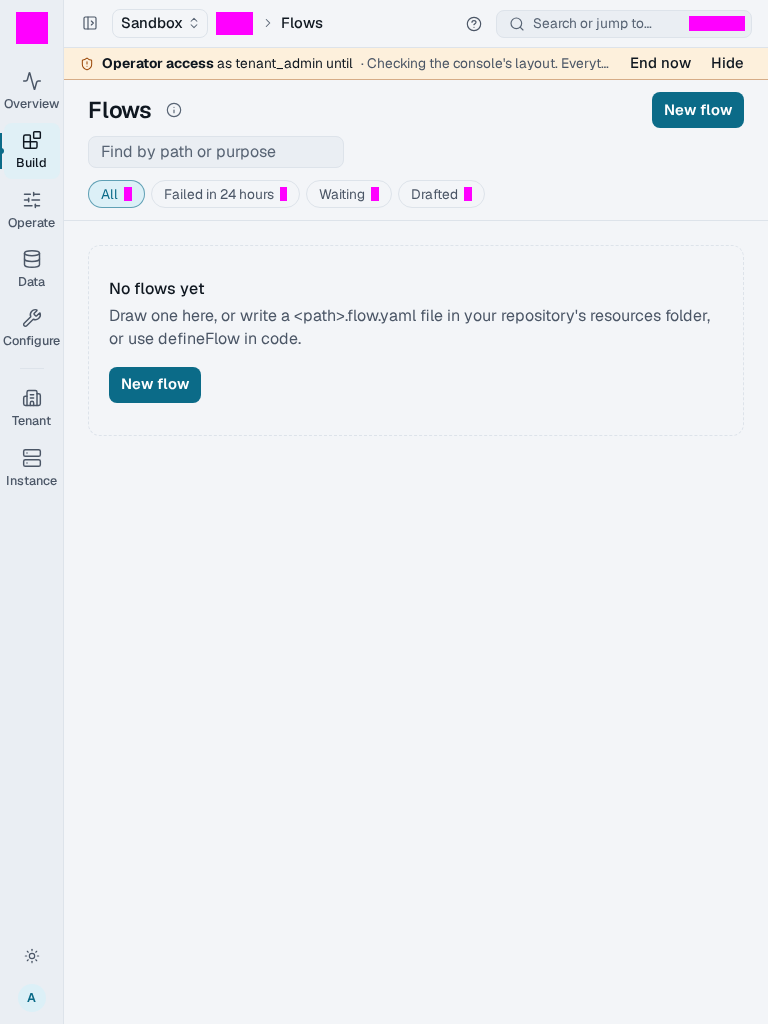 Sandbox
Flows
Search or jump to...
Operator access as tenant_admin until · Checking the console's layout. Everyt...
End now
Hide
Overview
Build
Operate
Data
Configure
Tenant
Instance
A
Flows
New flow
Find by path or purpose
All
Failed in 24 hours
Waiting
Drafted
No flows yet
Draw one here, or write a <path>.flow.yaml file in your repository's resources folder,
or use defineFlow in code.
New flow